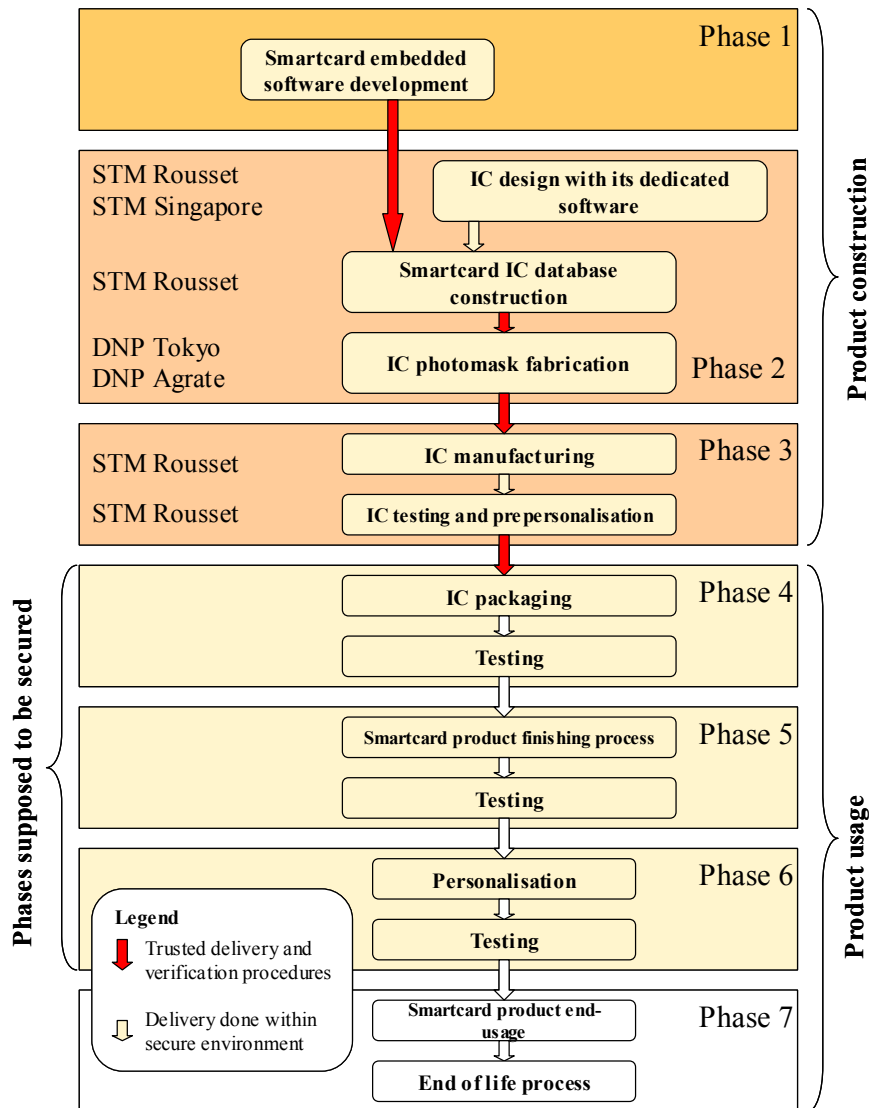 Phase 1
Smartcard embedded
software development
STM Rousset
STM Singapore
IC design with its dedicated
software
STM Rousset
Smartcard IC database
construction
DNP Tokyo
DNP Agrate
IC photomask fabrication
Phase 2
Product construction
Phase 3
STM Rousset
IC manufacturing
STM Rousset
IC testing and prepersonalisation
Phase 4
IC packaging
Testing
Phases supposed to be secured
Phase 5
Smartcard product finishing process
Testing
Product usage
Phase 6
Personalisation
Testing
Legend
Trusted delivery and
verification procedures
Delivery done within
secure environment
Phase 7
Smartcard product end-
usage
End of life process